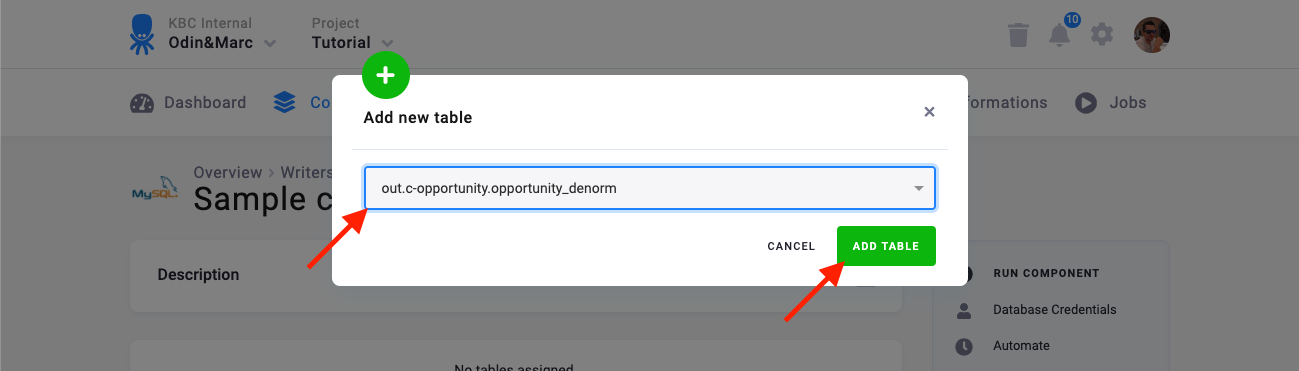 KBC Internal
Odin&Marc
Project
Tutorial
10
Dashboard
Co
formations
Jobs
Add new table
×
Overview > Writers
MySQL
Sample c
out.c-opportunity.opportunity_denorm
CANCEL
ADD TABLE
Description
RUN COMPONENT
Database Credentials
Automate
No tables assigned